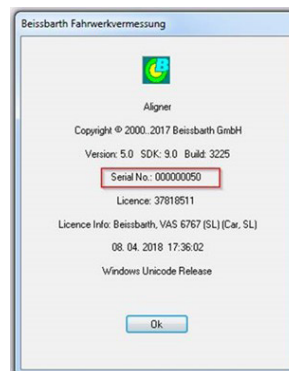 Beissbarth Fahrwerkvermessung
Aligner
Copyright © 2000..2017 Beissbarth GmbH
Version: 5.0 SDK: 9.0 Build: 3225
Serial No.: 000000050
Licence: 37818511
Licence Info: Beissbarth, VAS 6767 (SL) (Car, SL)
08. 04. 2018 17:36:02
Windows Unicode Release
Ok